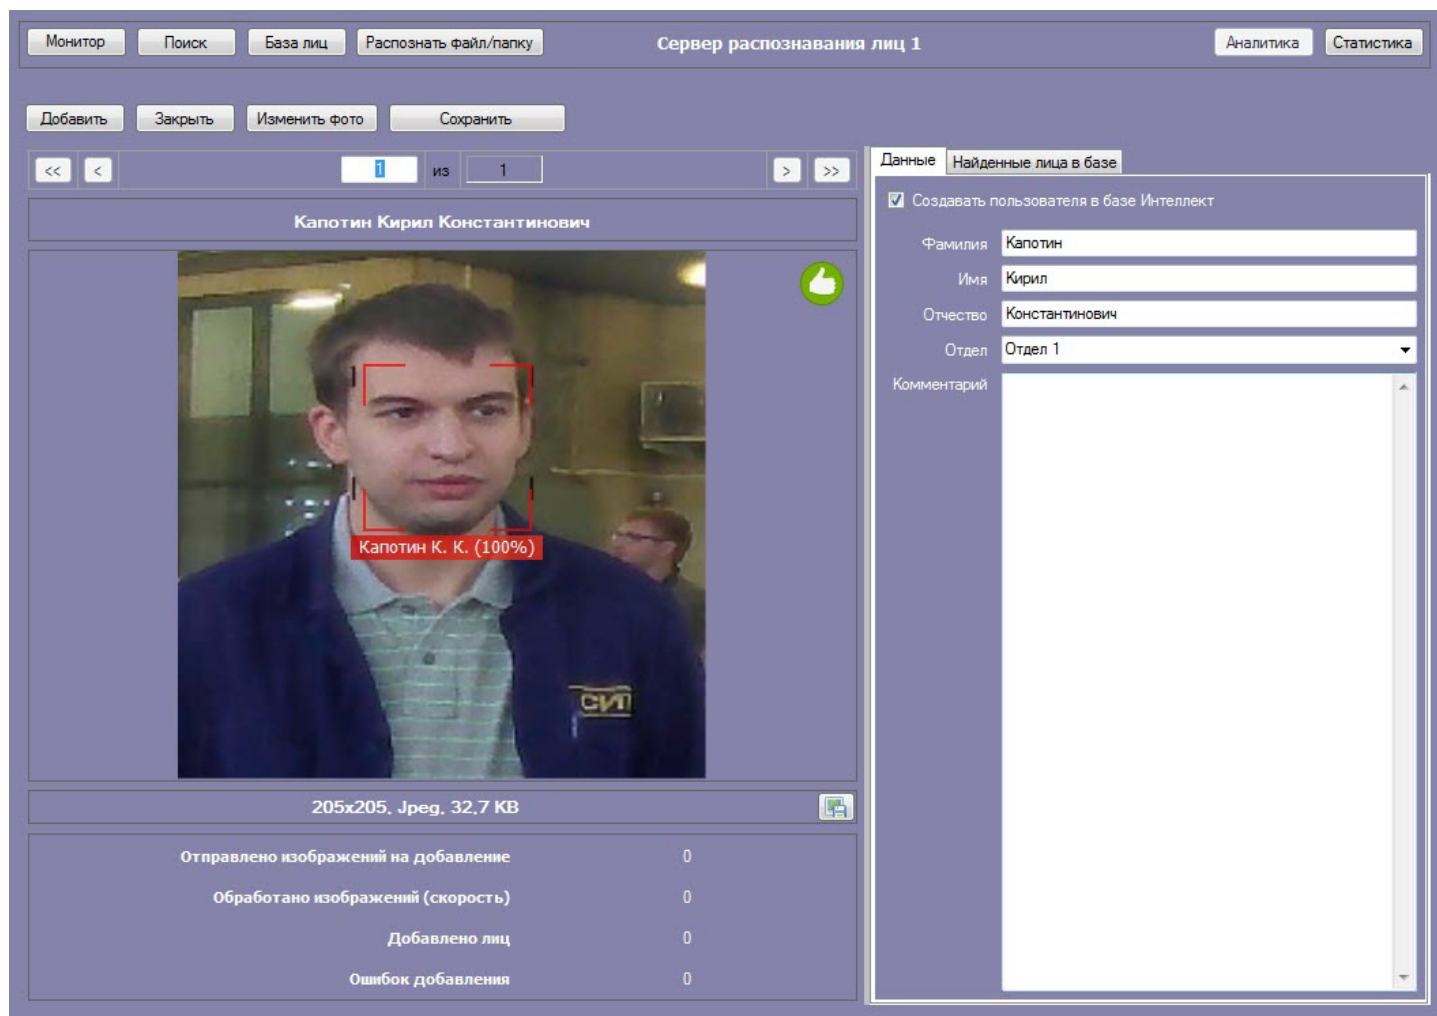 Монитор Поиск База лиц Распознать файл/папку Сервер распознавания лиц 1 Аналитика Статистика
Добавить Закрыть Изменить фото Сохранить
<< < 1 из 1 > >>
Капотин Кирил Константинович
Капотин К. К. (100%)
СИП
205x205, Jpeg, 32,7 KB
Отправлено изображений на добавление 0
Обработано изображений (скорость) 0
Добавлено лиц 0
Ошибок добавления 0
Данные Найденные лица в базе
Создавать пользователя в базе Интеллект
Фамилия Капотин
Имя Кирил
Отчество Константинович
Отдел Отдел 1
Комментарий